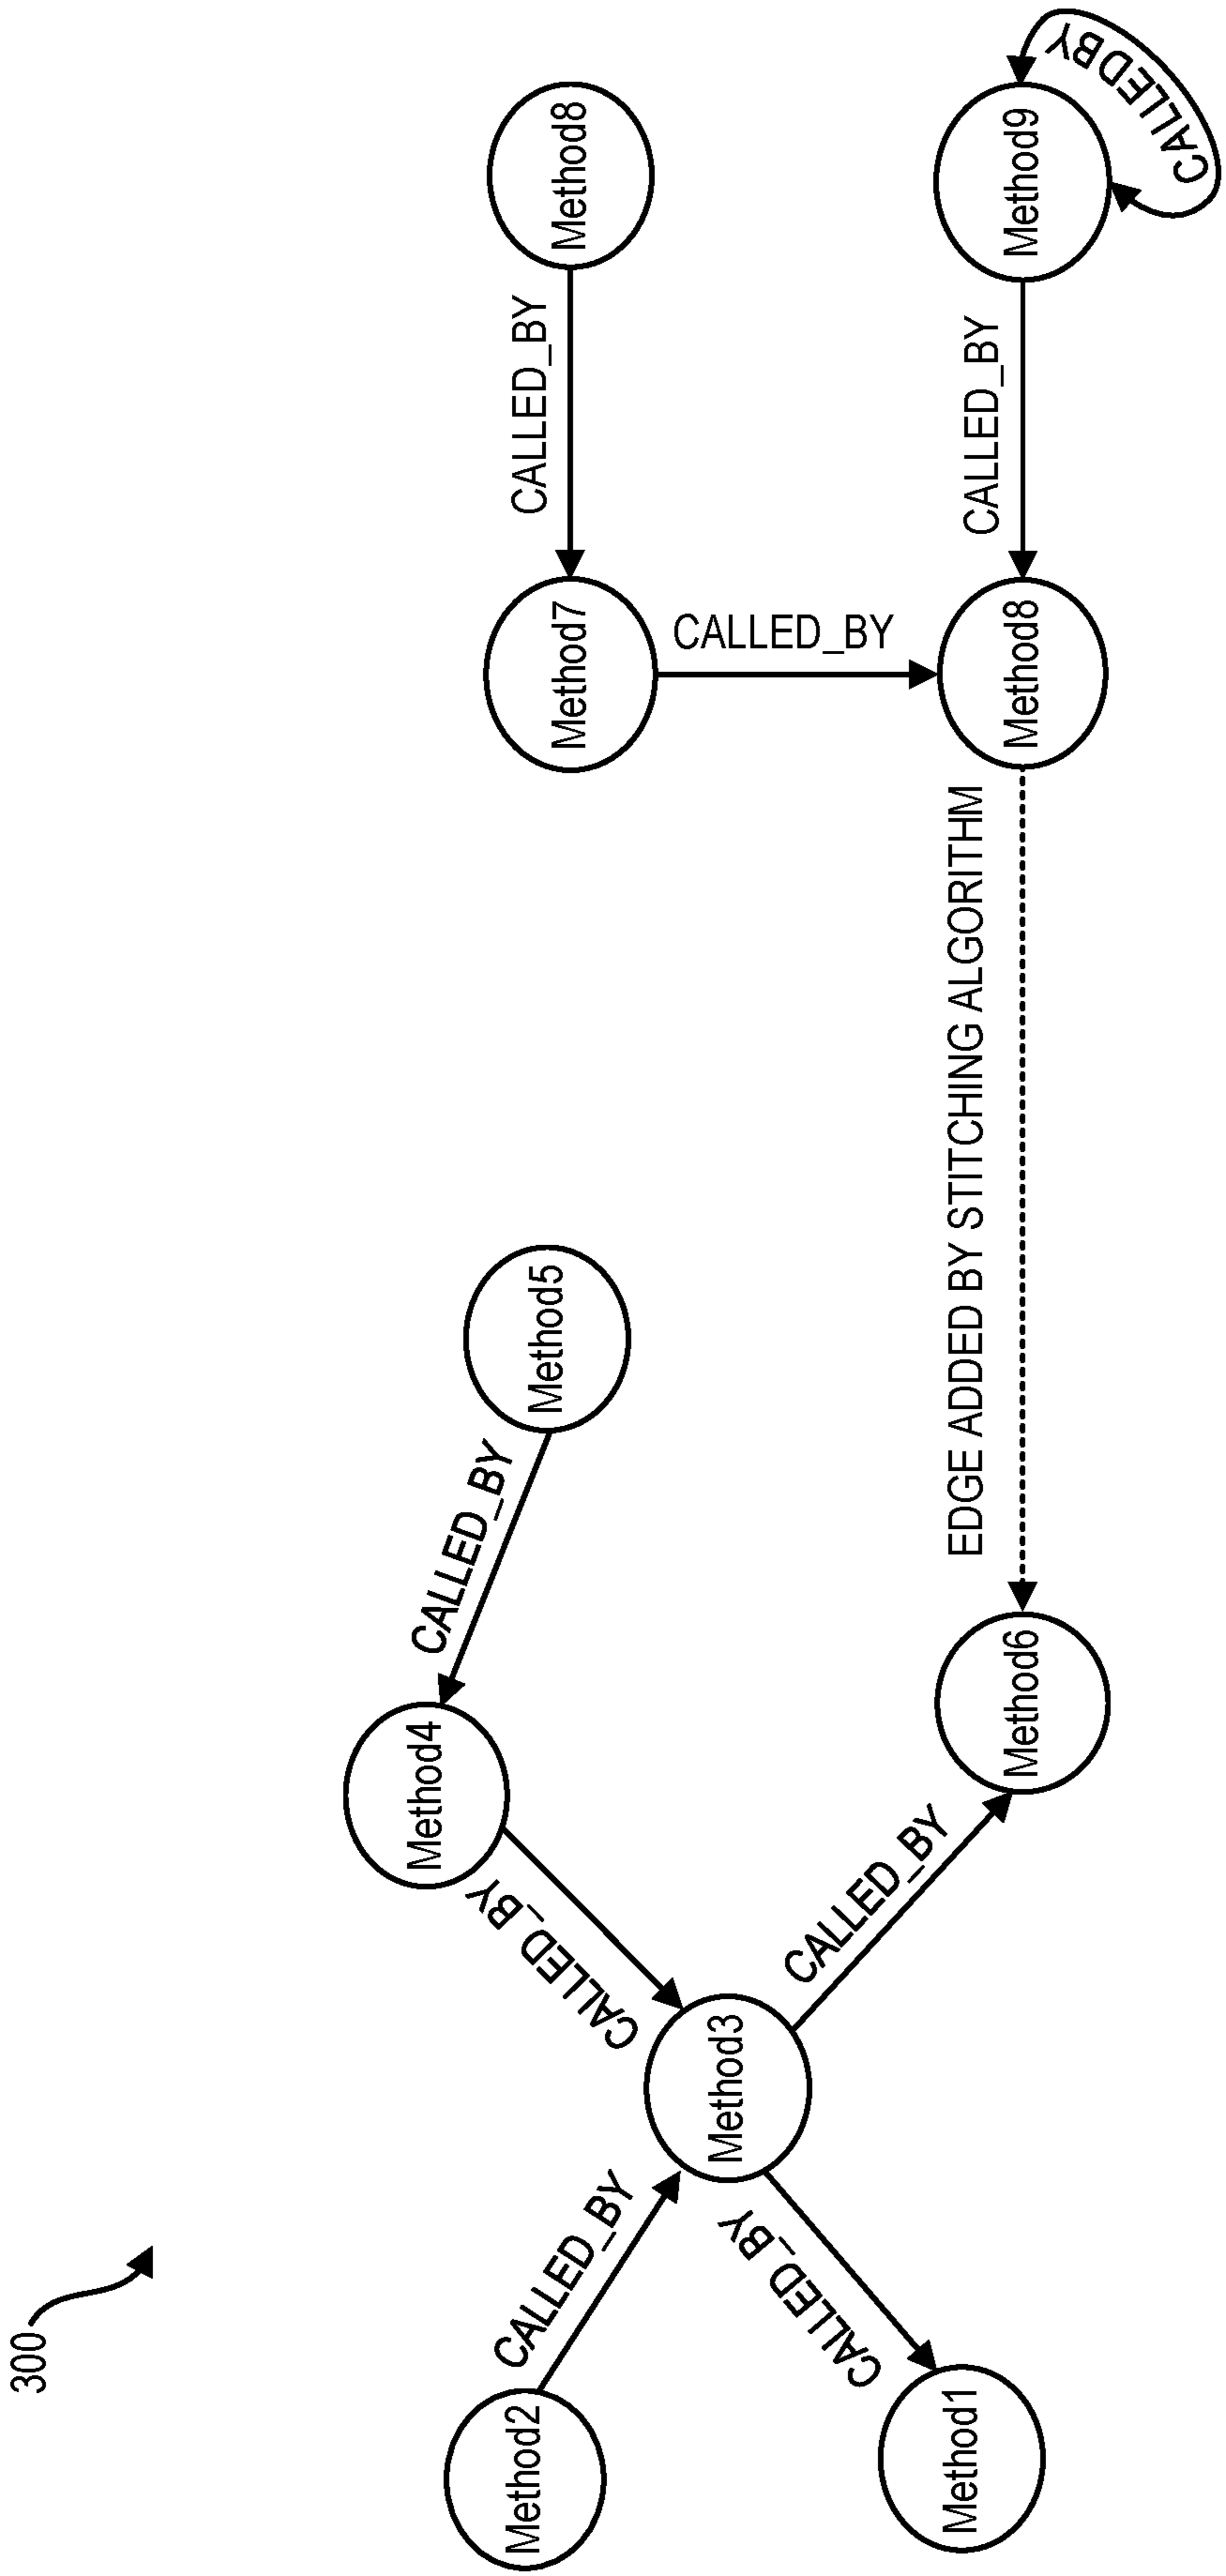 300
Method2
CALLED_BY
Method3
CALLED_BY
Method1
CALLED_BY
Method4
CALLED_BY
Method5
CALLED_BY
Method6
EDGE ADDED BY STITCHING ALGORITHM
Method7
CALLED_BY
Method8
CALLED_BY
Method8
CALLED_BY
Method9
CALLEDBY